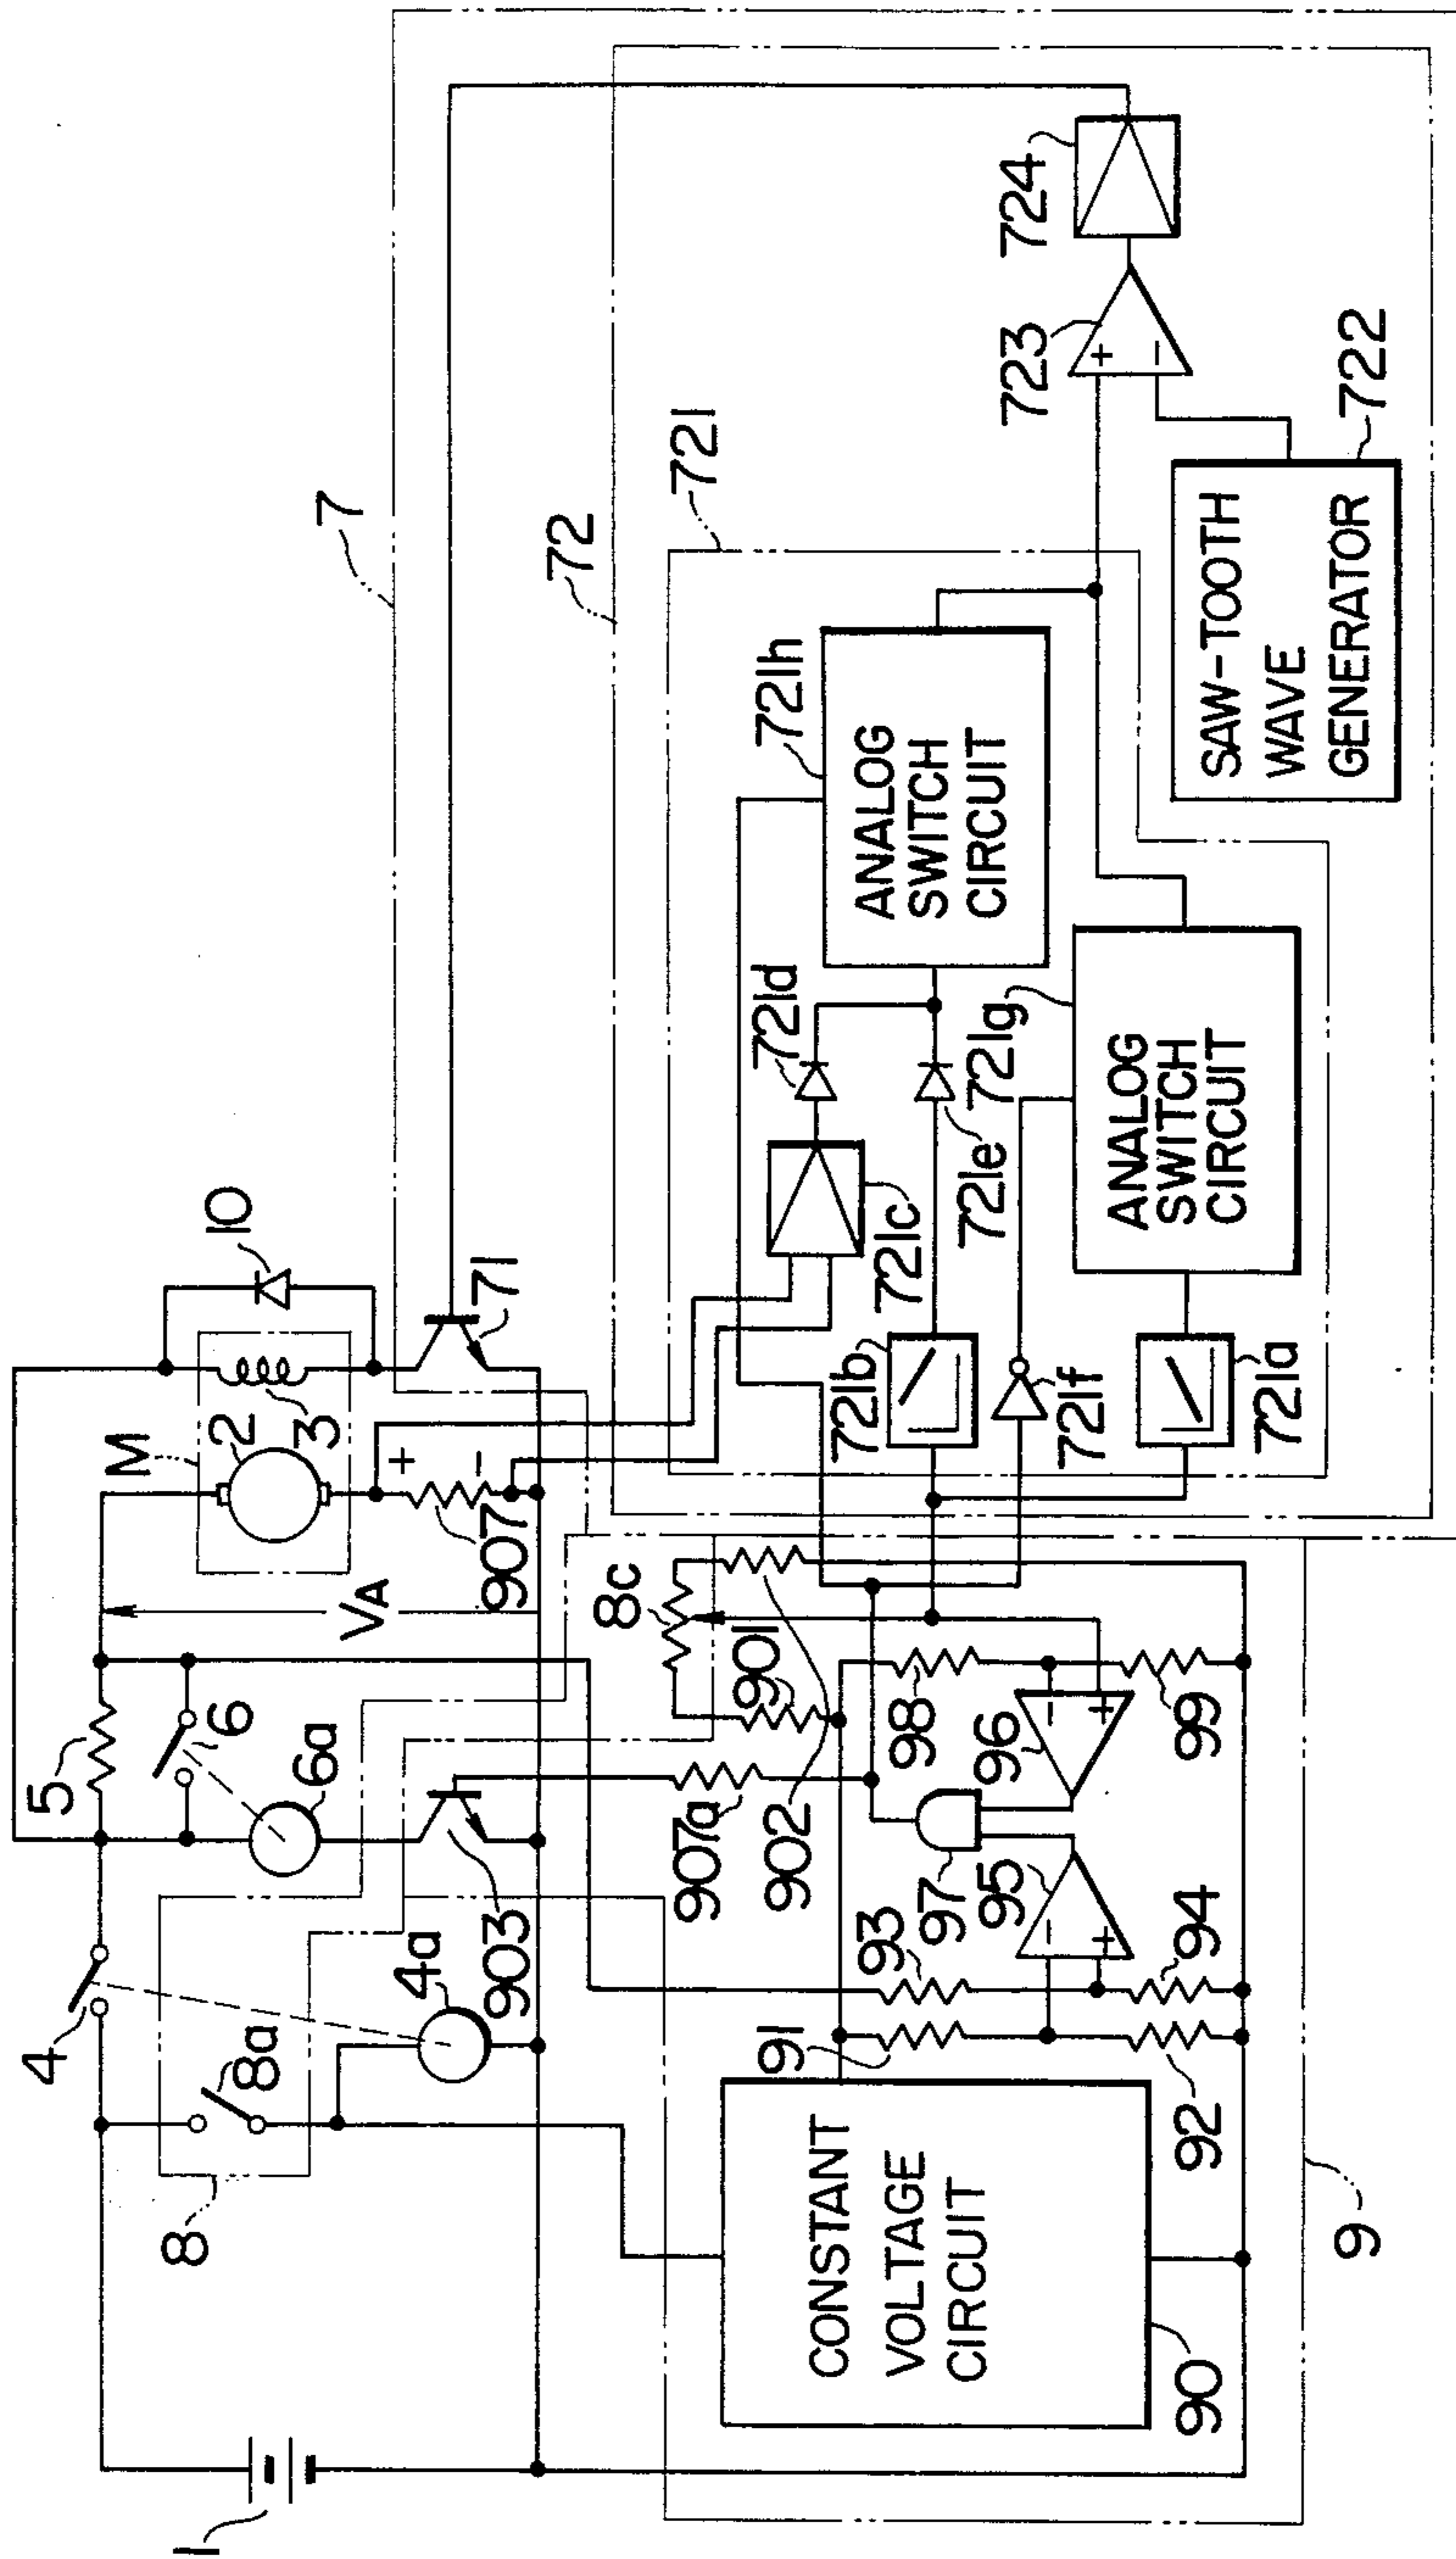 1
4
8
8a
4a
5
6
6a
903
VA
M
2
3
907
+
−
10
71
7
72
721
8c
901
902
907a
CONSTANT
VOLTAGE
CIRCUIT
90
91
92
93
94
95
−
+
96
−
+
97
98
99
9
721b
721f
721a
721c
721d
721e
721g
721h
ANALOG
SWITCH
CIRCUIT
ANALOG
SWITCH
CIRCUIT
723
+
−
724
722
SAW-TOOTH
WAVE
GENERATOR